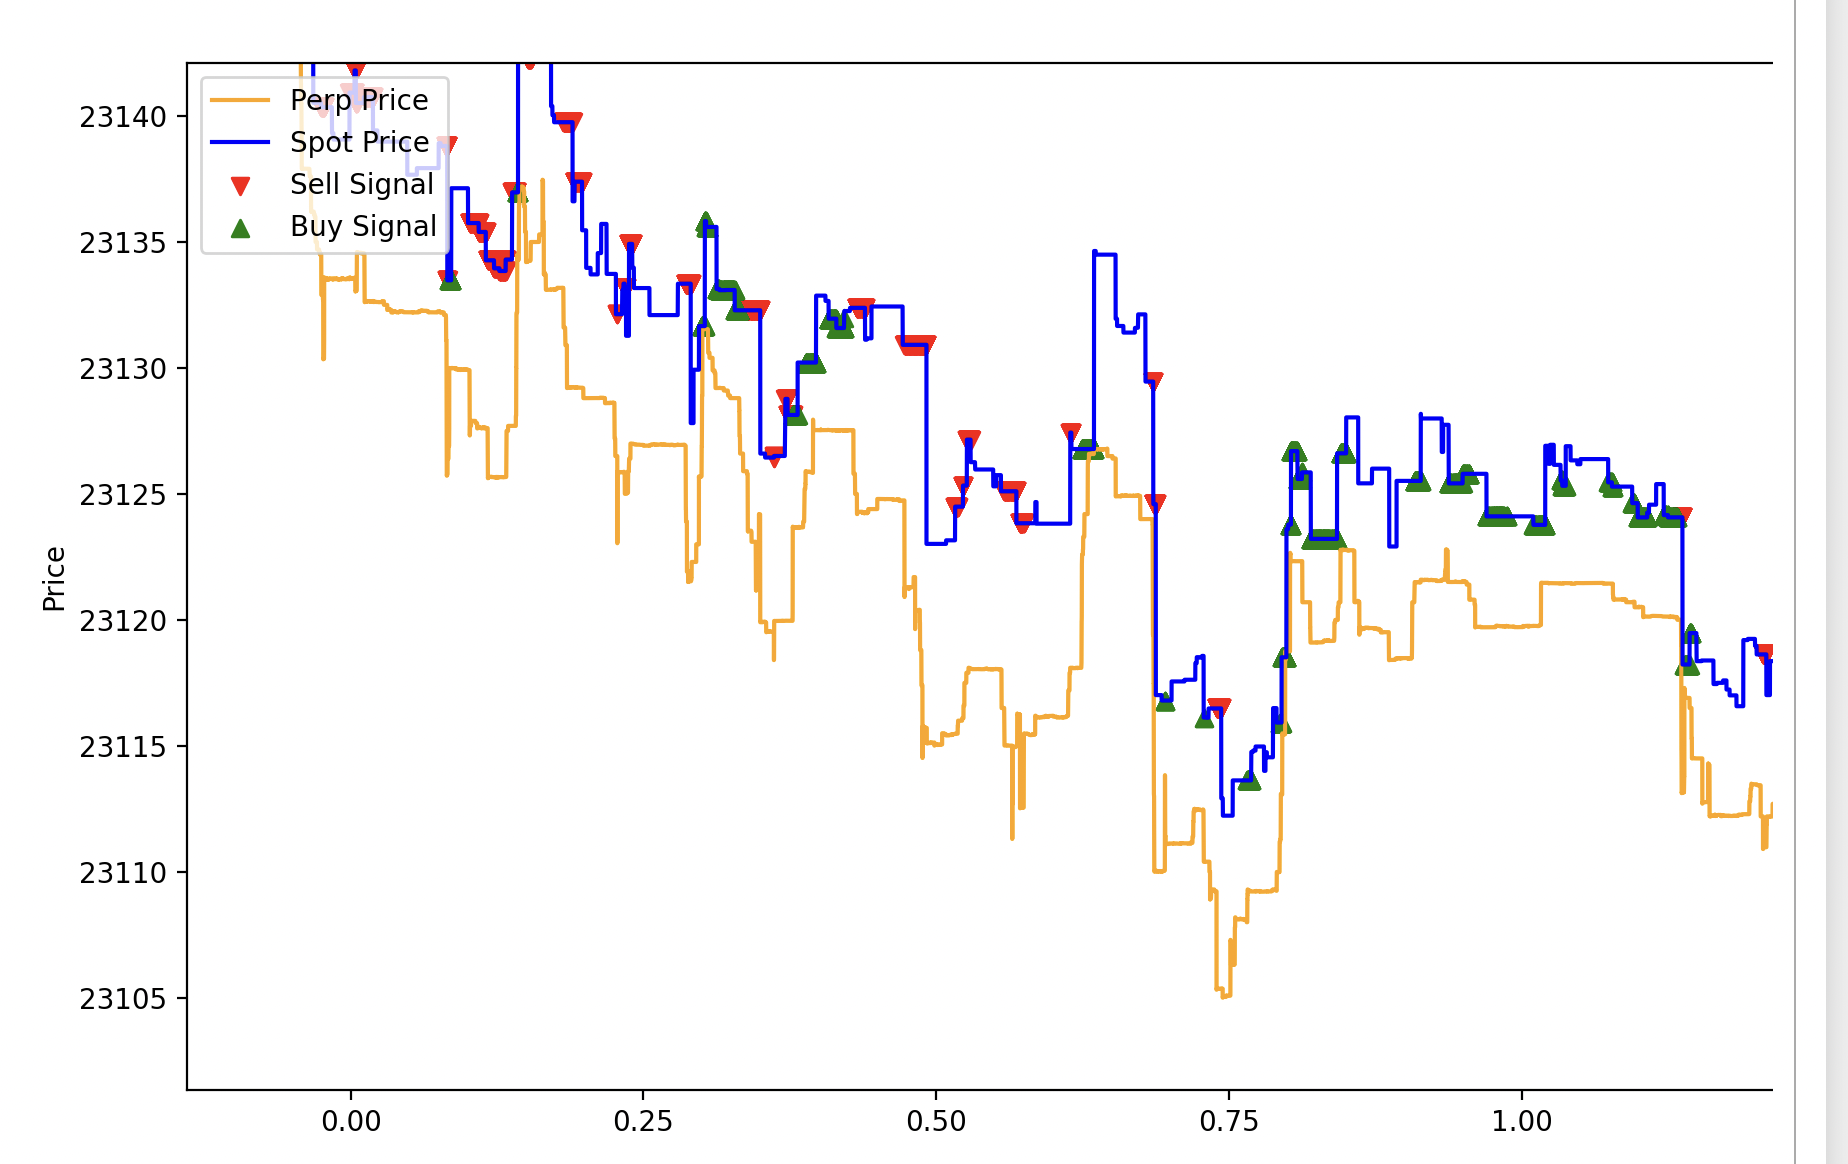 Perp Price
Spot Price
Sell Signal
Buy Signal
23140
23135
23130
23125
23120
23115
23110
23105
Price
0.00 0.25 0.50 0.75 1.00